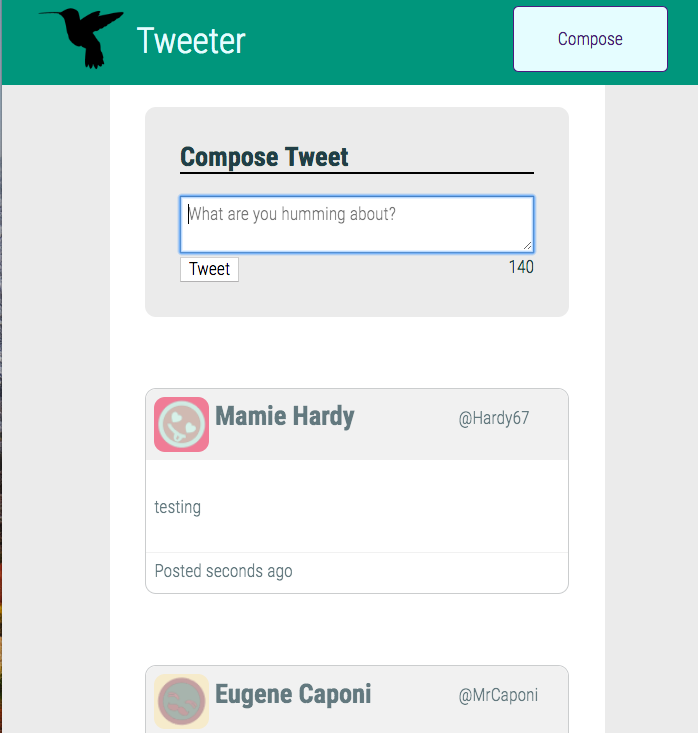 Tweeter
Compose
Compose Tweet
What are you humming about?
Tweet
140
Mamie Hardy
@Hardy67
testing
Posted seconds ago
Eugene Caponi
@MrCaponi